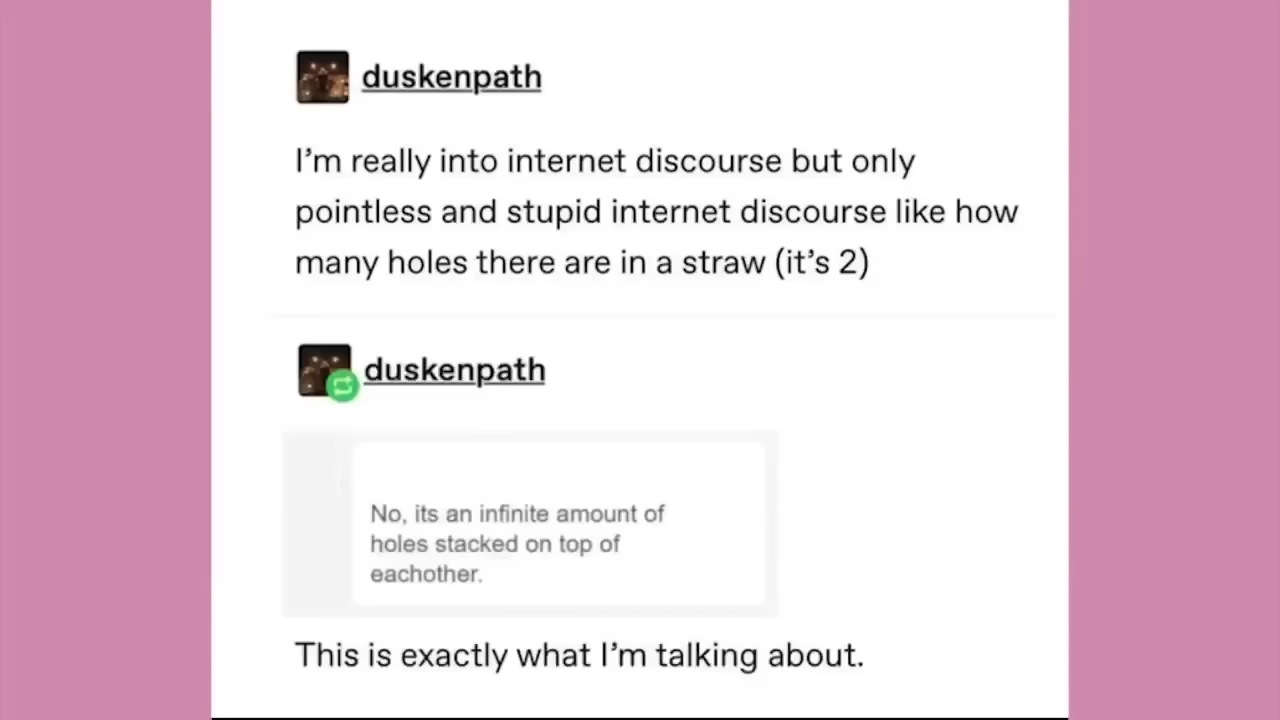 duskenpath
I'm really into internet discourse but only
pointless and stupid internet discourse like how
many holes there are in a straw (it's 2)
duskenpath
No, its an infinite amount of
holes stacked on top of
eachother.
This is exactly what I'm talking about.